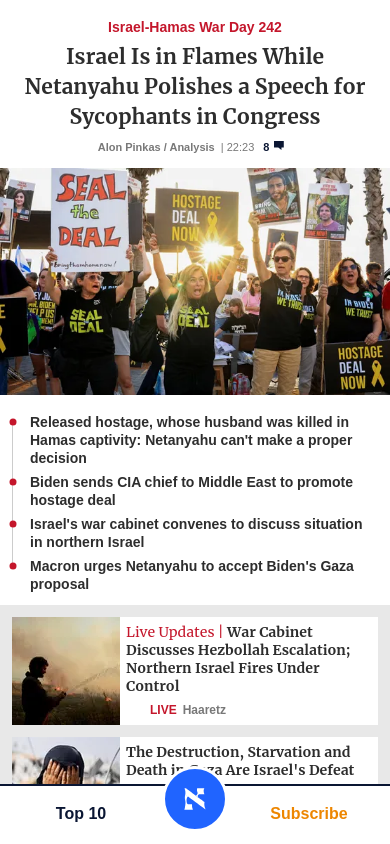 Israel-Hamas War Day 242
Israel Is in Flames While
Netanyahu Polishes a Speech for
Sycophants in Congress
Alon Pinkas / Analysis | 22:23 8
SEAL
the
DEAL
HOSTAGE
DEAL
NOW
SEAL
DEAL
SEAL
DEAL
IN BIDEN
WE TRUST
HOSTAGE
DEAL
NOW
Released hostage, whose husband was killed in
Hamas captivity: Netanyahu can't make a proper
decision
Biden sends CIA chief to Middle East to promote
hostage deal
Israel's war cabinet convenes to discuss situation
in northern Israel
Macron urges Netanyahu to accept Biden's Gaza
proposal
Live Updates | War Cabinet
Discusses Hezbollah Escalation;
Northern Israel Fires Under
Control
LIVE Haaretz
The Destruction, Starvation and
Death in Gaza Are Israel's Defeat
Top 10
Subscribe